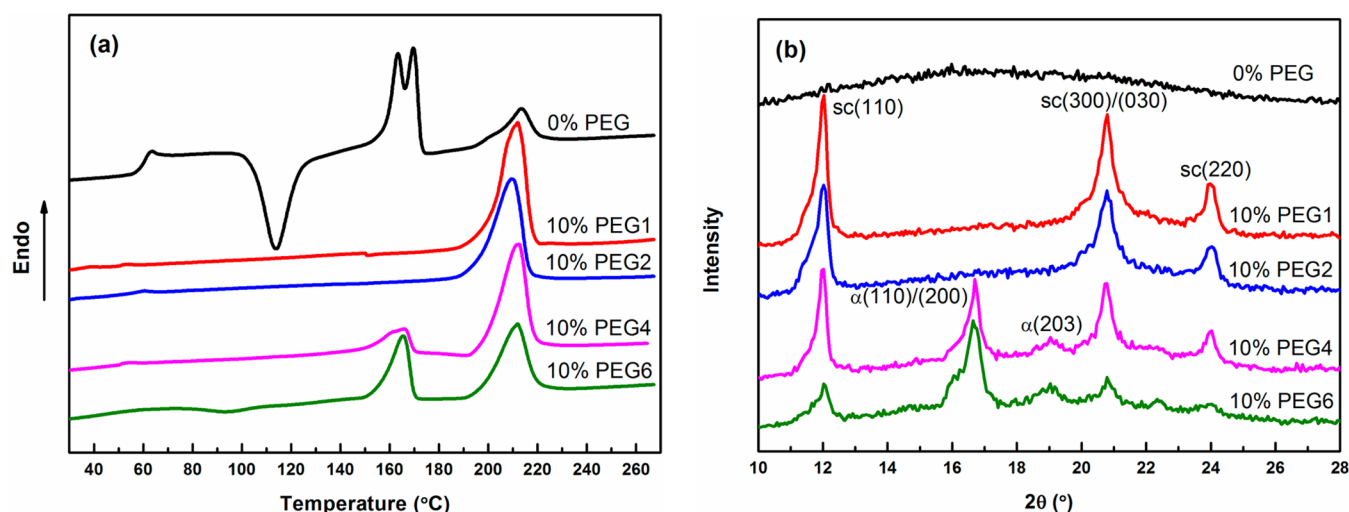 (a)
0% PEG
10% PEG1
10% PEG2
10% PEG4
10% PEG6
Endo
40 60 80 100 120 140 160 180 200 220 240 260
Temperature (°C)
(b)
0% PEG
sc(110)
sc(300)/(030)
sc(220)
10% PEG1
10% PEG2
α(110)/(200)
α(203)
10% PEG4
10% PEG6
Intensity
10 12 14 16 18 20 22 24 26 28
2θ (°)